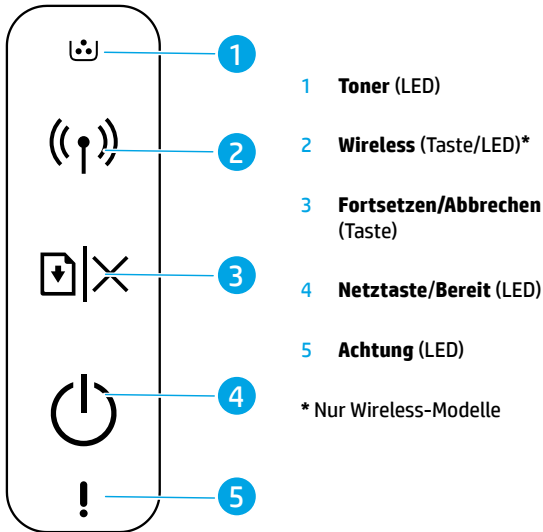 1
2
3
4
5
1 Toner (LED)
2 Wireless (Taste/LED)*
3 Fortsetzen/Abbrechen
(Taste)
4 Netztaste/Bereit (LED)
5 Achtung (LED)
* Nur Wireless-Modelle